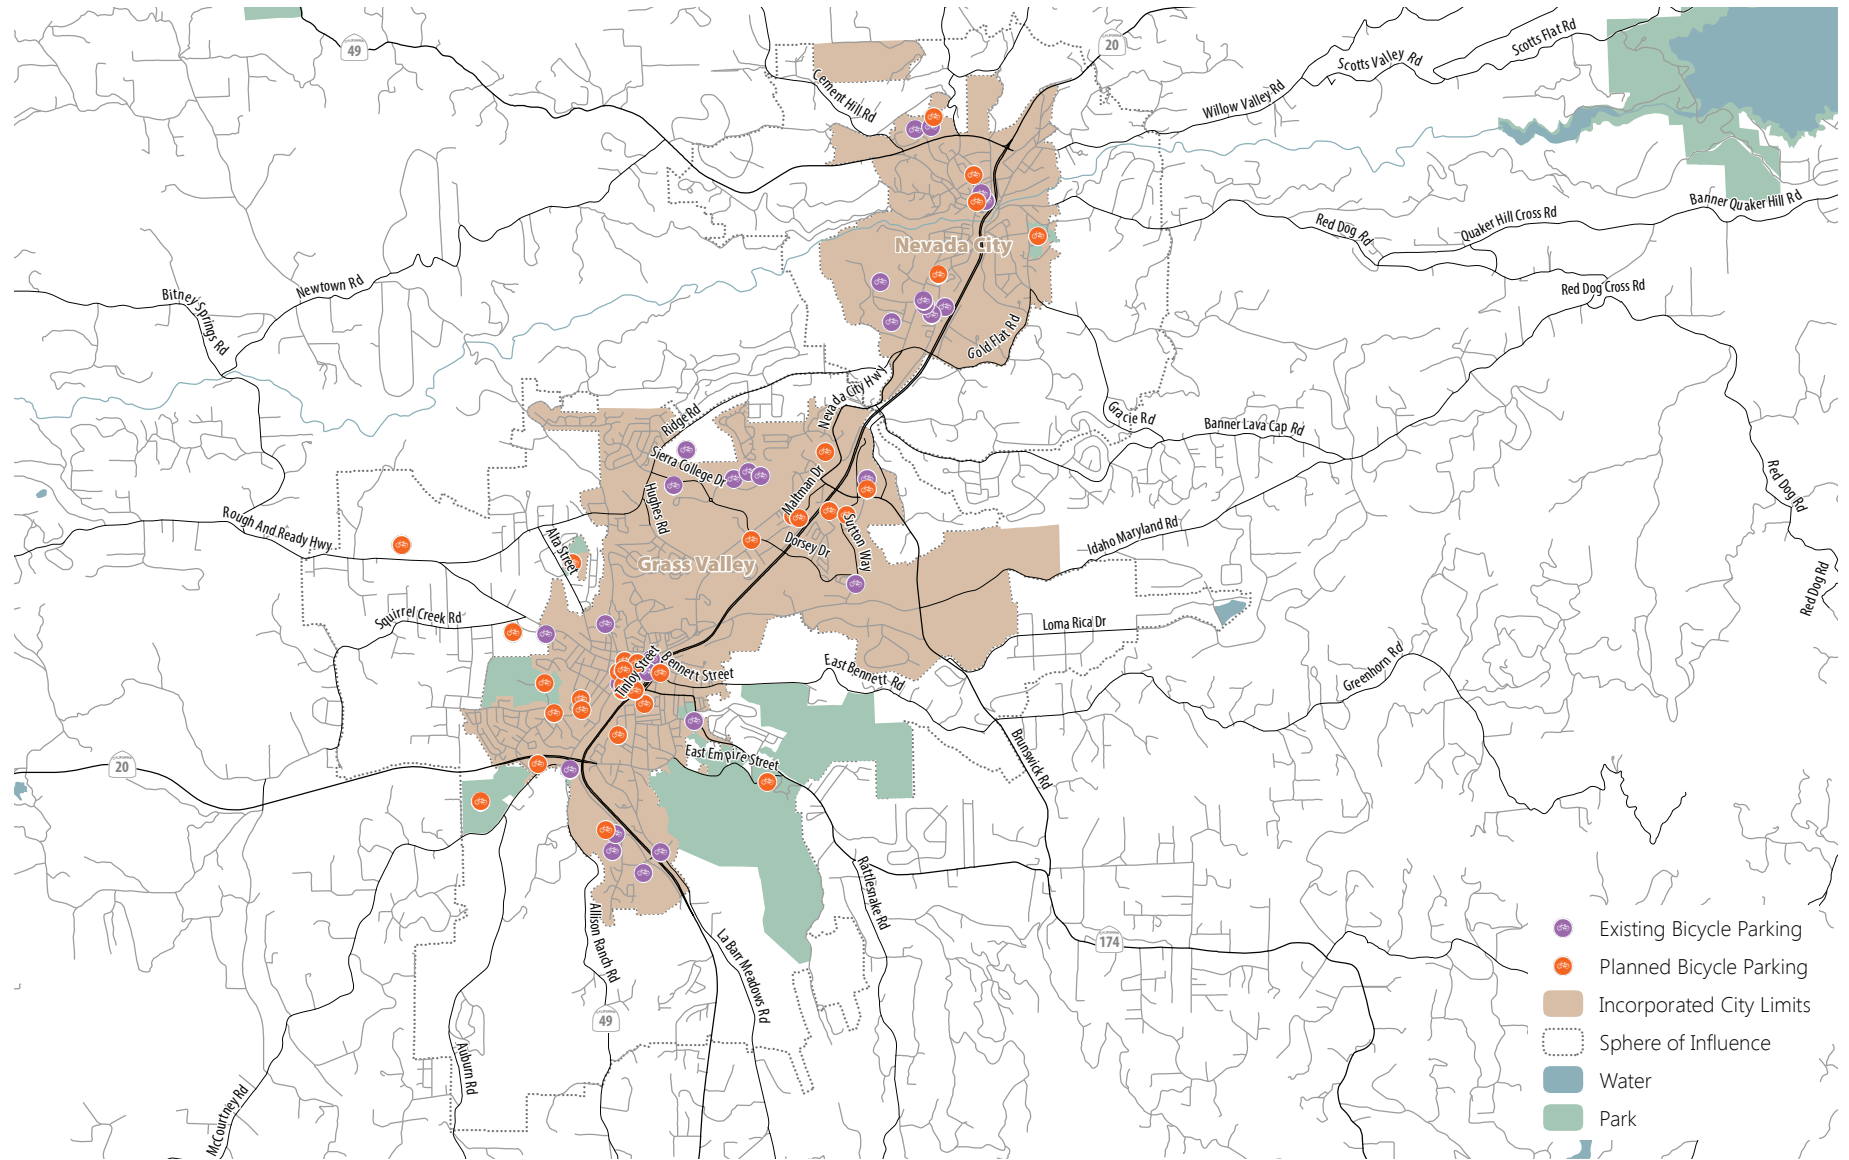 CALIFORNIA
49
CALIFORNIA
20
Scotts Flat Rd
Scotts Valley Rd
Cement Hill Rd
Willow Valley Rd
Banner Quaker Hill Rd
Quaker Hill Cross Rd
Red Dog Rd
Nevada City
Newtown Rd
Bitney Springs Rd
Red Dog Cross Rd
Gold Flat Rd
Nevada City Hwy
Ridge Rd
Gracie Rd
Banner Lava Cap Rd
Sierra College Dr
Maltman Dr
Hughes Rd
Red Dog Rd
Rough And Ready Hwy
Alta Street
Sutton Way
Dorsey Dr
Idaho Maryland Rd
Grass Valley
Red Dog Rd
Squirrel Creek Rd
Loma Rica Dr
Tinloy Street
Bennett Street
East Bennett Rd
Greenhorn Rd
East Empire Street
Brunswick Rd
CALIFORNIA
20
Rattlesnake Rd
Allison Ranch Rd
La Barr Meadows Rd
CALIFORNIA
174
CALIFORNIA
49
Auburn Rd
McCourtney Rd
Existing Bicycle Parking
Planned Bicycle Parking
Incorporated City Limits
Sphere of Influence
Water
Park